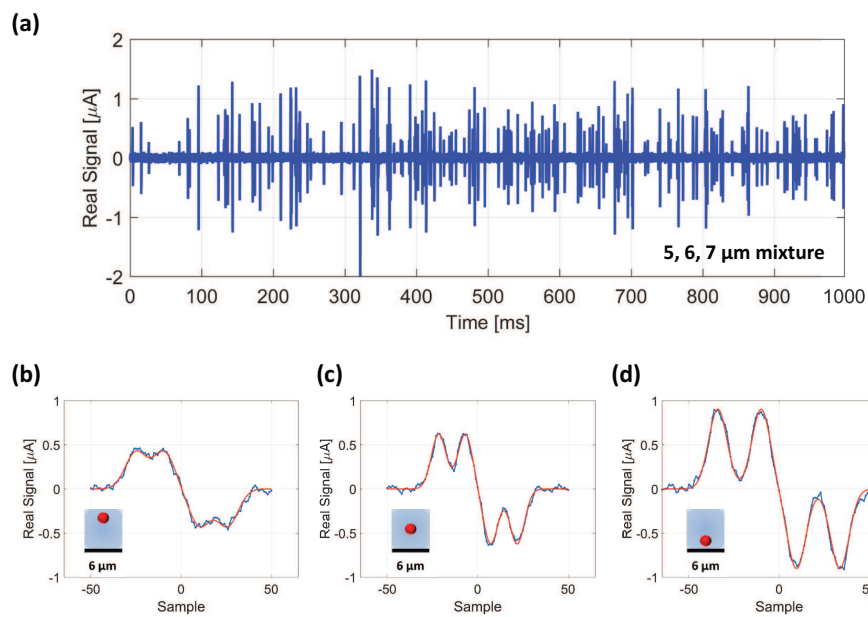 (a)
2
1
0
-1
-2
Real Signal [μA]
5, 6, 7 μm mixture
0 100 200 300 400 500 600 700 800 900 1000
Time [ms]
(b) (c) (d)
1
0.5
0
-0.5
-1
Real Signal [μA]
6 μm
-50 0 50
Sample
1
0.5
0
-0.5
-1
Real Signal [μA]
6 μm
-50 0 50
Sample
1
0.5
0
-0.5
-1
Real Signal [μA]
6 μm
-50 0 50
Sample